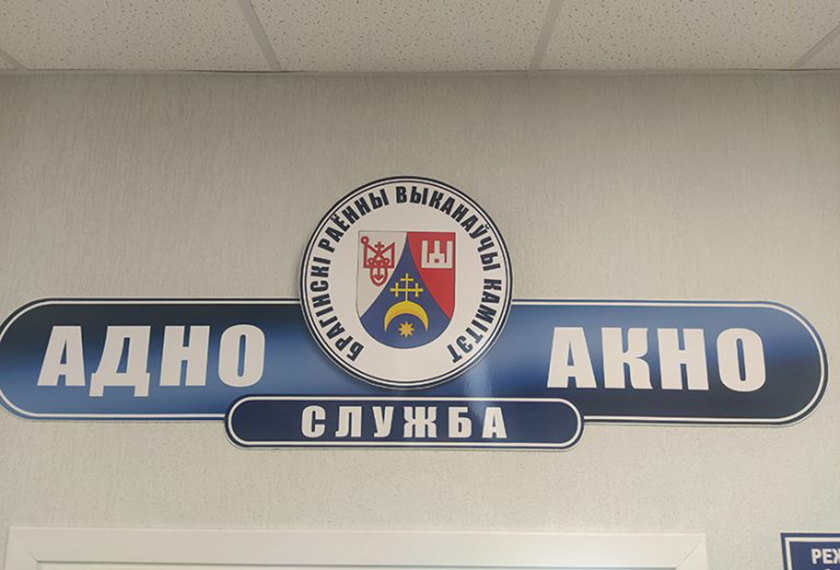 БРАГІНСКІ РАЁННЫ ВЫКАНАЎЧЫ КАМІТЭТ
АДНО АКНО
СЛУЖБА